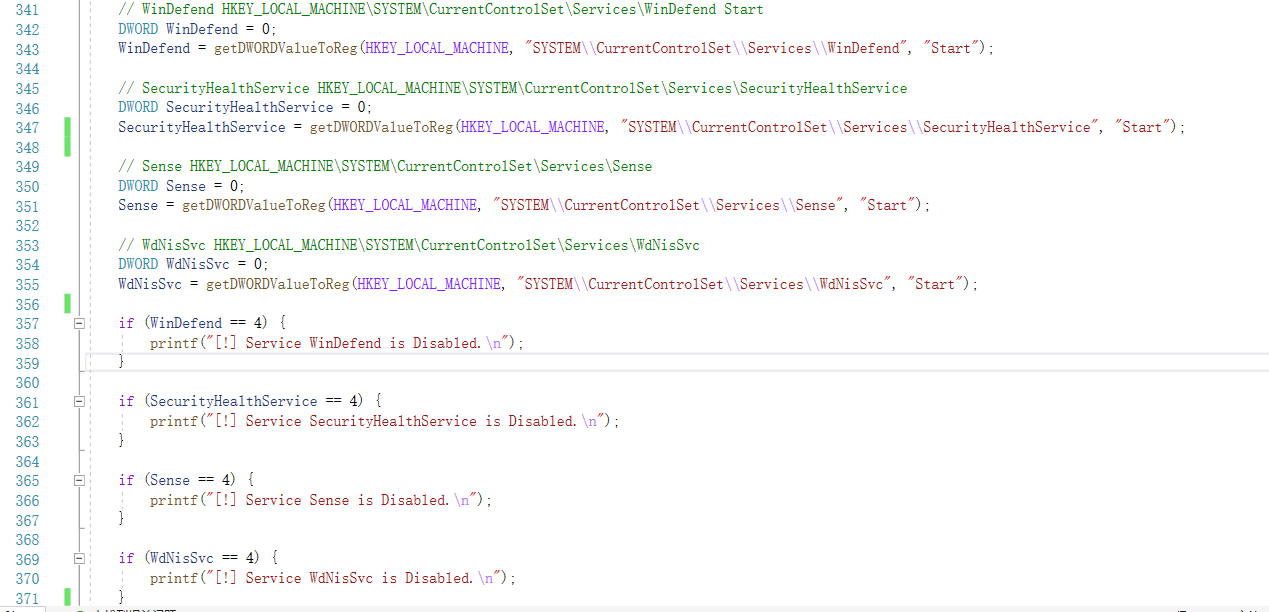 341 // WinDefend HKEY_LOCAL_MACHINE\SYSTEM\CurrentControlSet\Services\WinDefend Start
342 DWORD WinDefend = 0;
343 WinDefend = getDWORDValueToReg(HKEY_LOCAL_MACHINE, "SYSTEM\\CurrentControlSet\\Services\\WinDefend", "Start");
344
345 // SecurityHealthService HKEY_LOCAL_MACHINE\SYSTEM\CurrentControlSet\Services\SecurityHealthService
346 DWORD SecurityHealthService = 0;
347 SecurityHealthService = getDWORDValueToReg(HKEY_LOCAL_MACHINE, "SYSTEM\\CurrentControlSet\\Services\\SecurityHealthService", "Start");
348
349 // Sense HKEY_LOCAL_MACHINE\SYSTEM\CurrentControlSet\Services\Sense
350 DWORD Sense = 0;
351 Sense = getDWORDValueToReg(HKEY_LOCAL_MACHINE, "SYSTEM\\CurrentControlSet\\Services\\Sense", "Start");
352
353 // WdNisSvc HKEY_LOCAL_MACHINE\SYSTEM\CurrentControlSet\Services\WdNisSvc
354 DWORD WdNisSvc = 0;
355 WdNisSvc = getDWORDValueToReg(HKEY_LOCAL_MACHINE, "SYSTEM\\CurrentControlSet\\Services\\WdNisSvc", "Start");
356
357 if (WinDefend == 4) {
358 printf("[!] Service WinDefend is Disabled.\n");
359 }
360
361 if (SecurityHealthService == 4) {
362 printf("[!] Service SecurityHealthService is Disabled.\n");
363 }
364
365 if (Sense == 4) {
366 printf("[!] Service Sense is Disabled.\n");
367 }
368
369 if (WdNisSvc == 4) {
370 printf("[!] Service WdNisSvc is Disabled.\n");
371 }